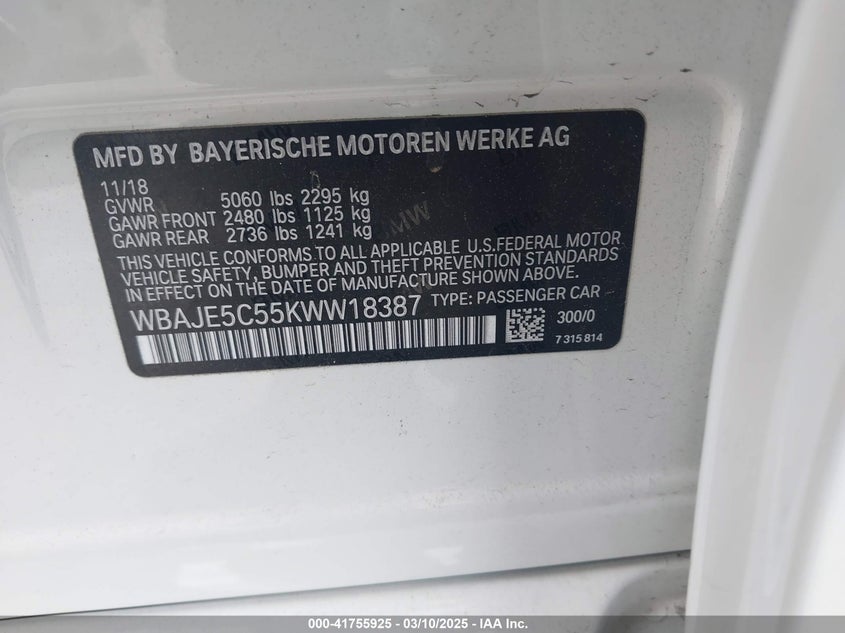 MFD BY BAYERISCHE MOTOREN WERKE AG
11/18
GVWR 5060 lbs 2295 kg
GAWR FRONT 2480 lbs 1125 kg
GAWR REAR 2736 lbs 1241 kg
THIS VEHICLE CONFORMS TO ALL APPLICABLE U.S.FEDERAL MOTOR
VEHICLE SAFETY, BUMPER AND THEFT PREVENTION STANDARDS
IN EFFECT ON THE DATE OF MANUFACTURE SHOWN ABOVE.
WBAJE5C55KWW18387 TYPE: PASSENGER CAR
300/0
7 315 814
000-41755925 - 03/10/2025 - IAA Inc.